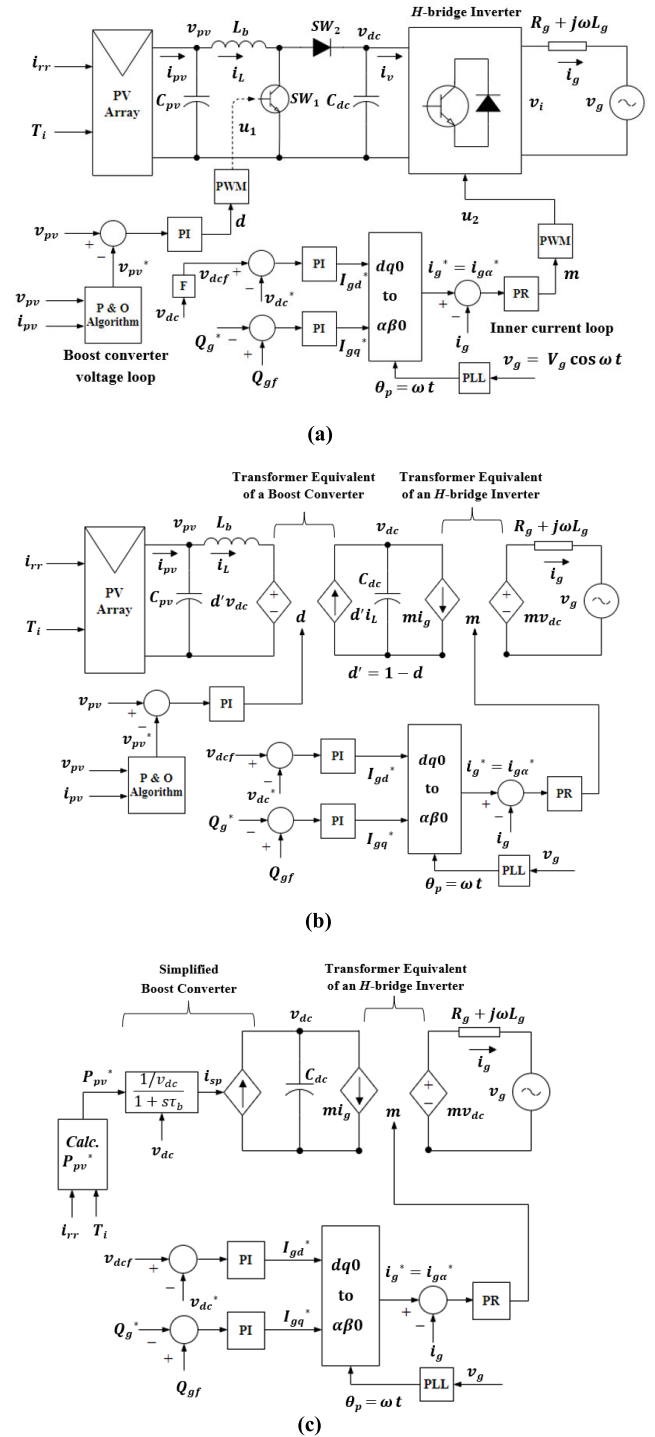 H-bridge Inverter
SW₂
v_pv
L_b
v_dc
R_g + jωL_g
i_rr
i_pv
i_L
i_v
i_g
PV
Array
C_pv
SW₁
C_dc
v_i
v_g
T_i
u₁
u₂
PWM
d
PWM
m
v_pv
+
−
PI
v_pv*
v_pv
i_pv
P & O
Algorithm
Boost converter
voltage loop
F
v_dc
v_dcf
+
−
v_dc*
PI
I_gd*
Q_g*
−
+
Q_gf
PI
I_gq*
dq0
to
αβ0
i_g* = i_gα*
+
−
i_g
PR
Inner current loop
θ_p = ω t
PLL
v_g = V_g cos ω t
(a)
Transformer Equivalent
of a Boost Converter
Transformer Equivalent
of an H-bridge Inverter
v_pv
L_b
v_dc
R_g + jωL_g
i_rr
i_pv
i_L
i_g
PV
Array
C_pv
d′v_dc
+
−
d
d′i_L
C_dc
mi_g
m
+
−
mv_dc
v_g
T_i
d′ = 1 − d
v_pv
+
−
PI
v_pv*
v_pv
i_pv
P & O
Algorithm
v_dcf
+
−
v_dc*
PI
I_gd*
Q_g*
−
+
Q_gf
PI
I_gq*
dq0
to
αβ0
i_g* = i_gα*
+
−
i_g
PR
θ_p = ω t
PLL
v_g
(b)
Simplified
Boost Converter
Transformer Equivalent
of an H-bridge Inverter
v_dc
R_g + jωL_g
i_g
P_pv*
1/v_dc
1 + sτ_b
i_sp
C_dc
mi_g
m
+
−
mv_dc
v_g
v_dc
Calc.
P_pv*
i_rr
T_i
v_dcf
+
−
v_dc*
PI
I_gd*
Q_g*
−
+
Q_gf
PI
I_gq*
dq0
to
αβ0
i_g* = i_gα*
+
−
i_g
PR
θ_p = ω t
PLL
v_g
(c)